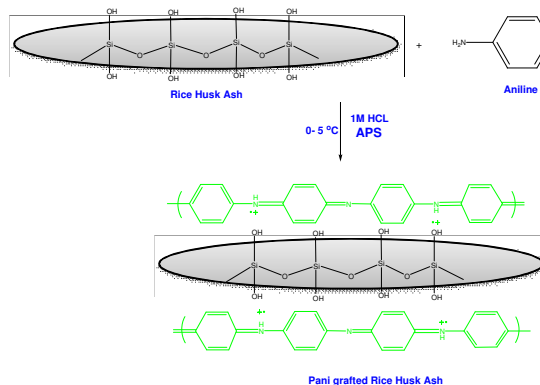 OH OH OH OH
Si Si Si Si
O O O
OH OH OH OH
+
H₂N
Rice Husk Ash
Aniline
0- 5 ºC
1M HCL
APS
H N •+ N H N •+
OH OH OH OH
Si Si Si Si
O O O
OH OH OH OH
+• H N N +• N H
Pani grafted Rice Husk Ash